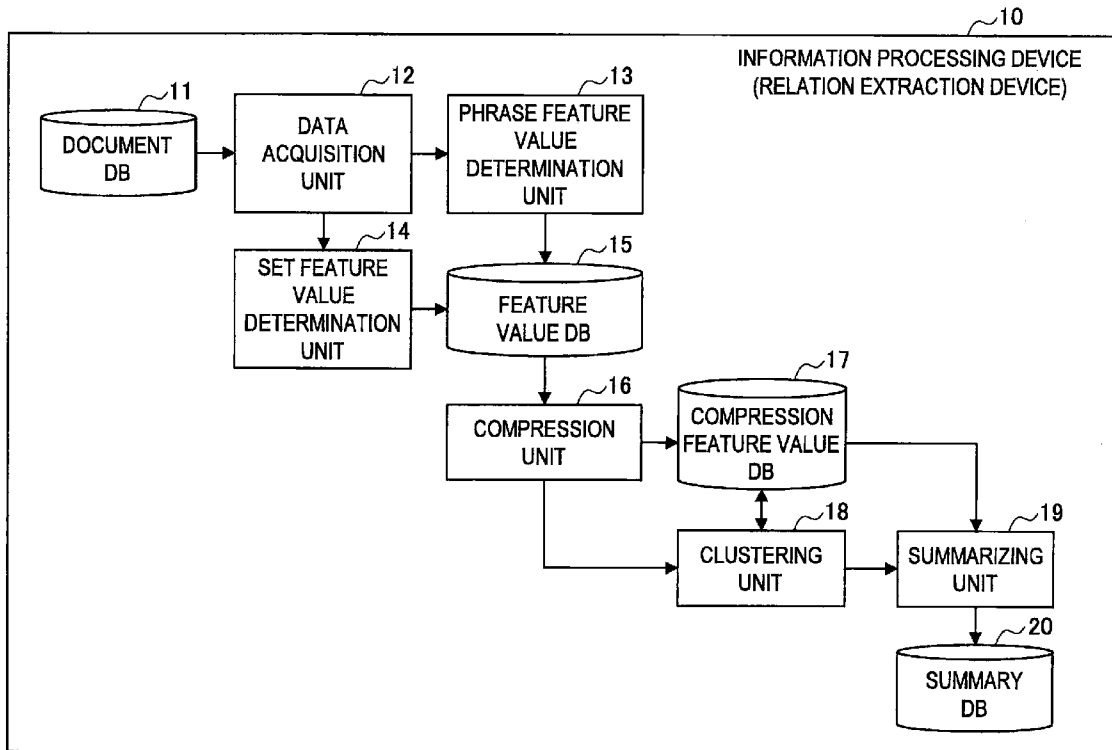 10
INFORMATION PROCESSING DEVICE
(RELATION EXTRACTION DEVICE)
11
DOCUMENT
DB
12
DATA
ACQUISITION
UNIT
13
PHRASE FEATURE
VALUE
DETERMINATION
UNIT
14
SET FEATURE
VALUE
DETERMINATION
UNIT
15
FEATURE
VALUE DB
16
COMPRESSION
UNIT
17
COMPRESSION
FEATURE VALUE
DB
18
CLUSTERING
UNIT
19
SUMMARIZING
UNIT
20
SUMMARY
DB